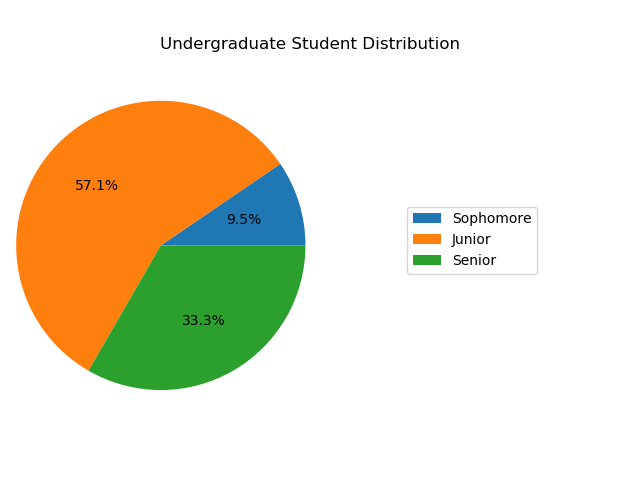 Undergraduate Student Distribution
57.1%
9.5%
33.3%
Sophomore
Junior
Senior